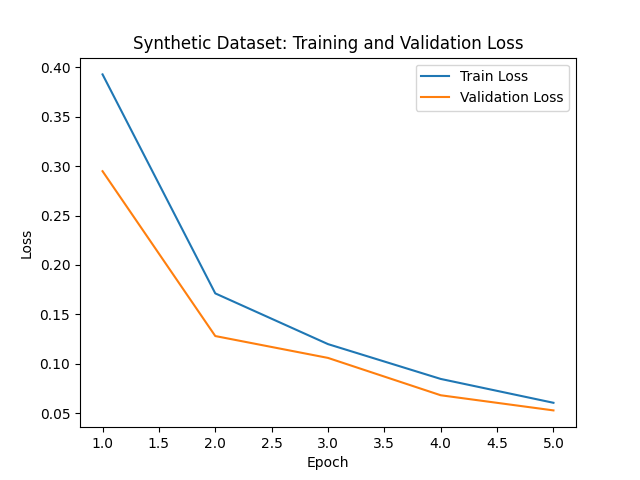 Synthetic Dataset: Training and Validation Loss
Train Loss
Validation Loss
0.40
0.35
0.30
0.25
0.20
0.15
0.10
0.05
Loss
1.0 1.5 2.0 2.5 3.0 3.5 4.0 4.5 5.0
Epoch